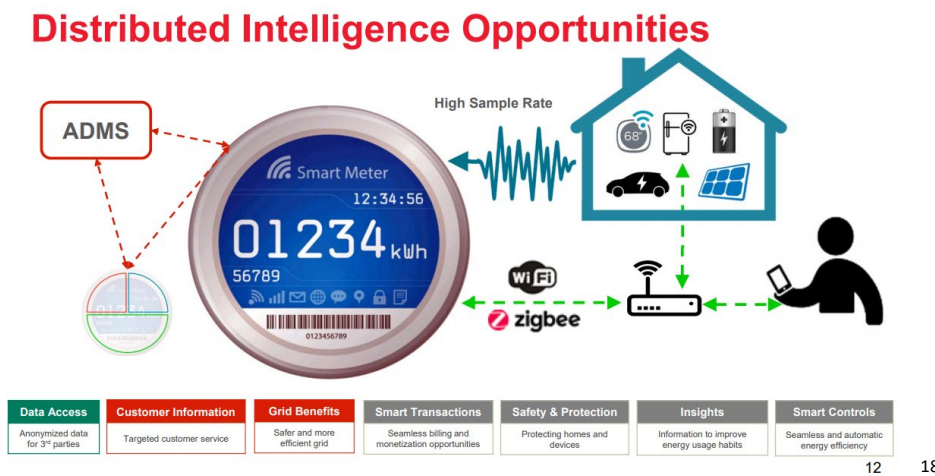 Distributed Intelligence Opportunities
ADMS
High Sample Rate
68°
Smart Meter
12:34:56
01234 kWh
56789
0123456789
WiFi
zigbee
Data Access
Anonymized data
for 3rd parties
Customer Information
Targeted customer service
Grid Benefits
Safer and more
efficient grid
Smart Transactions
Seamless billing and
monetization opportunities
Safety & Protection
Protecting homes and
devices
Insights
Information to improve
energy usage habits
Smart Controls
Seamless and automatic
energy efficiency
12